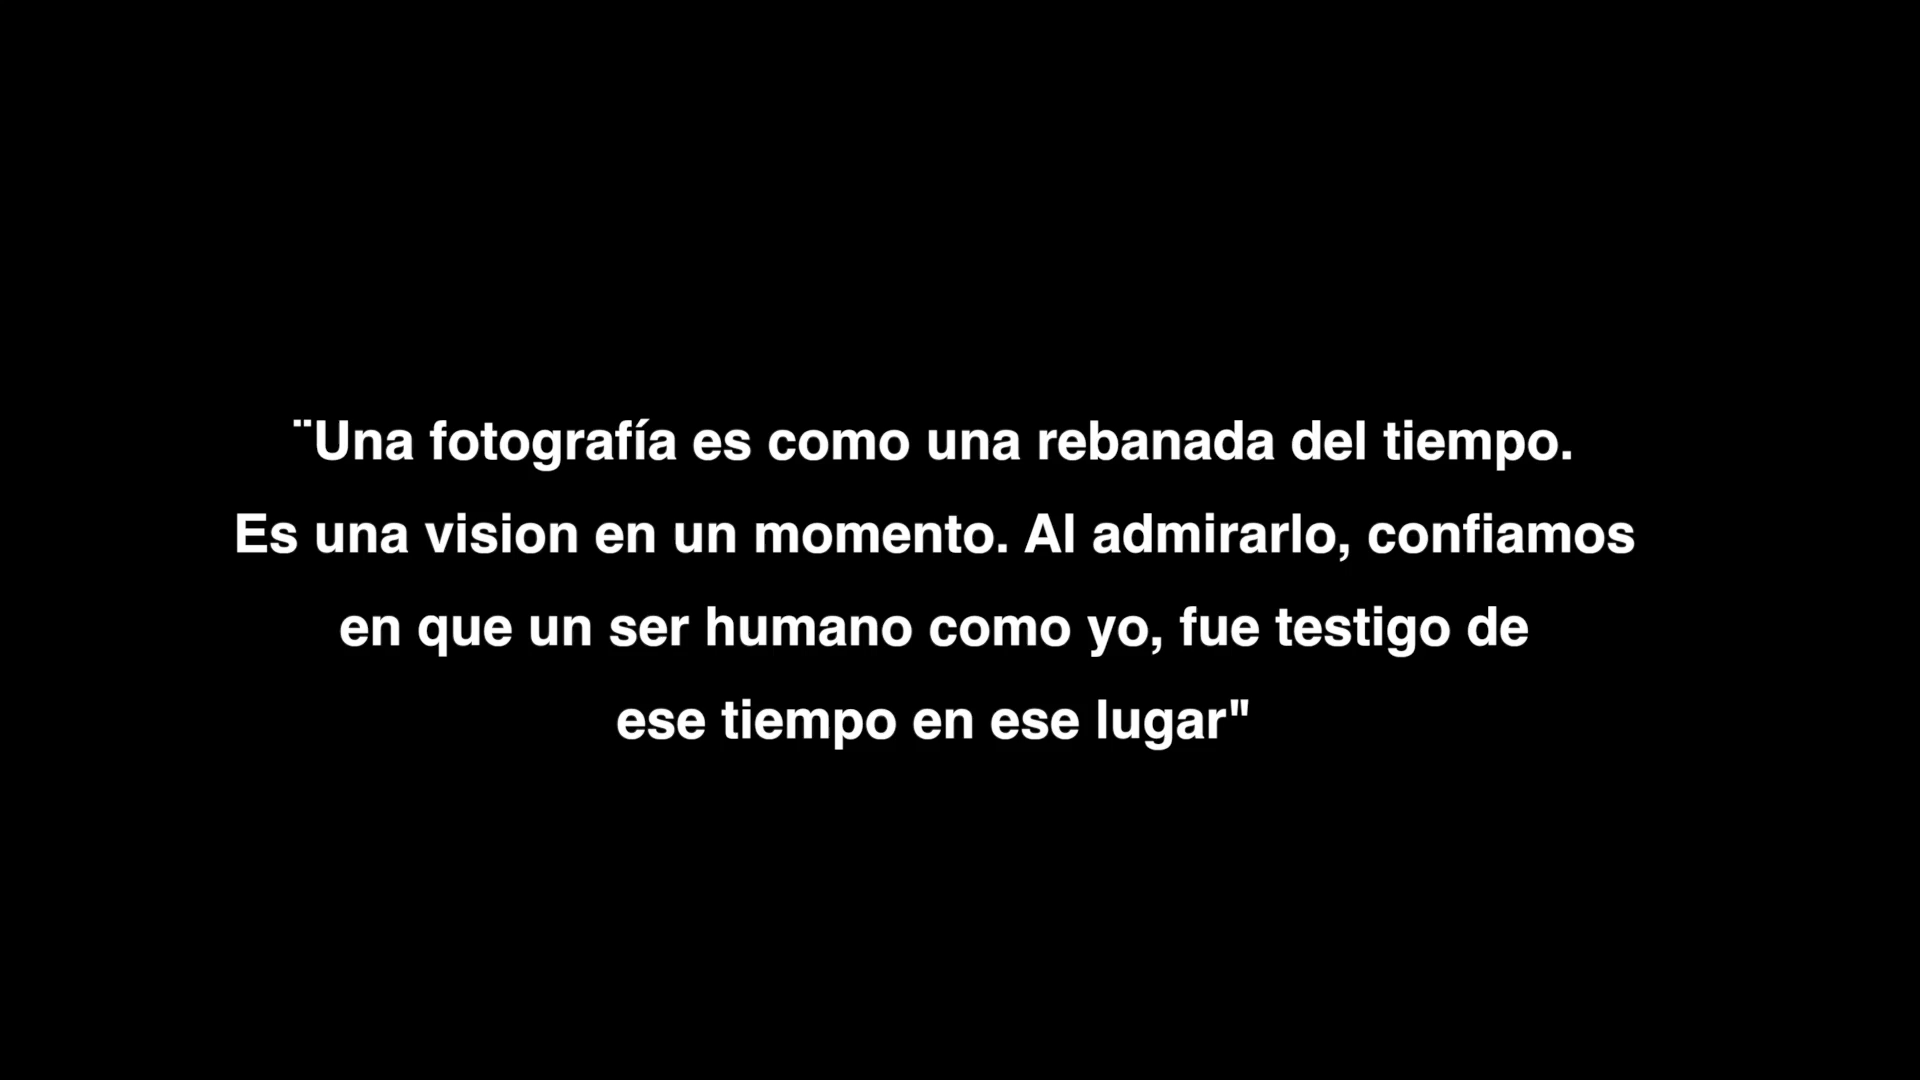 ¨Una fotografía es como una rebanada del tiempo.
Es una vision en un momento. Al admirarlo, confiamos
en que un ser humano como yo, fue testigo de
ese tiempo en ese lugar"